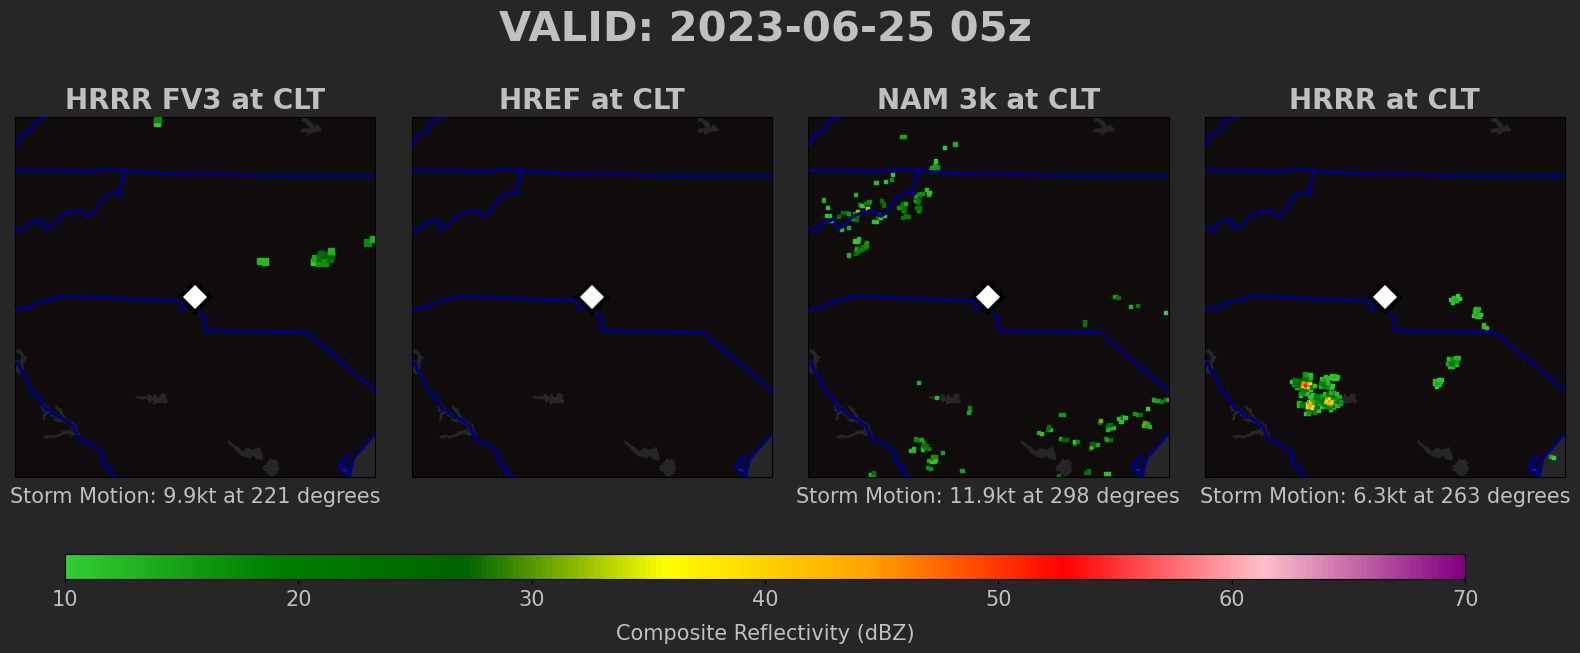 VALID: 2023-06-25 05z
HRRR FV3 at CLT
HREF at CLT
NAM 3k at CLT
HRRR at CLT
Storm Motion: 9.9kt at 221 degrees
Storm Motion: 11.9kt at 298 degrees
Storm Motion: 6.3kt at 263 degrees
10 20 30 40 50 60 70
Composite Reflectivity (dBZ)